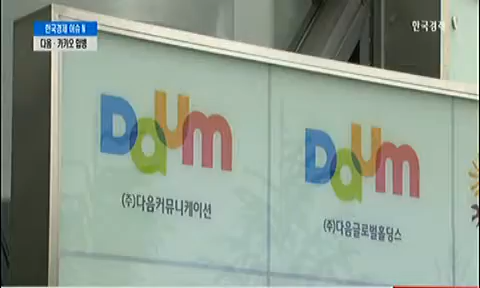 한국경제 이슈 N
다음·카카오 합병
한국경제
Daum
(주)다음커뮤니케이션
Daum
(주)다음글로벌홀딩스